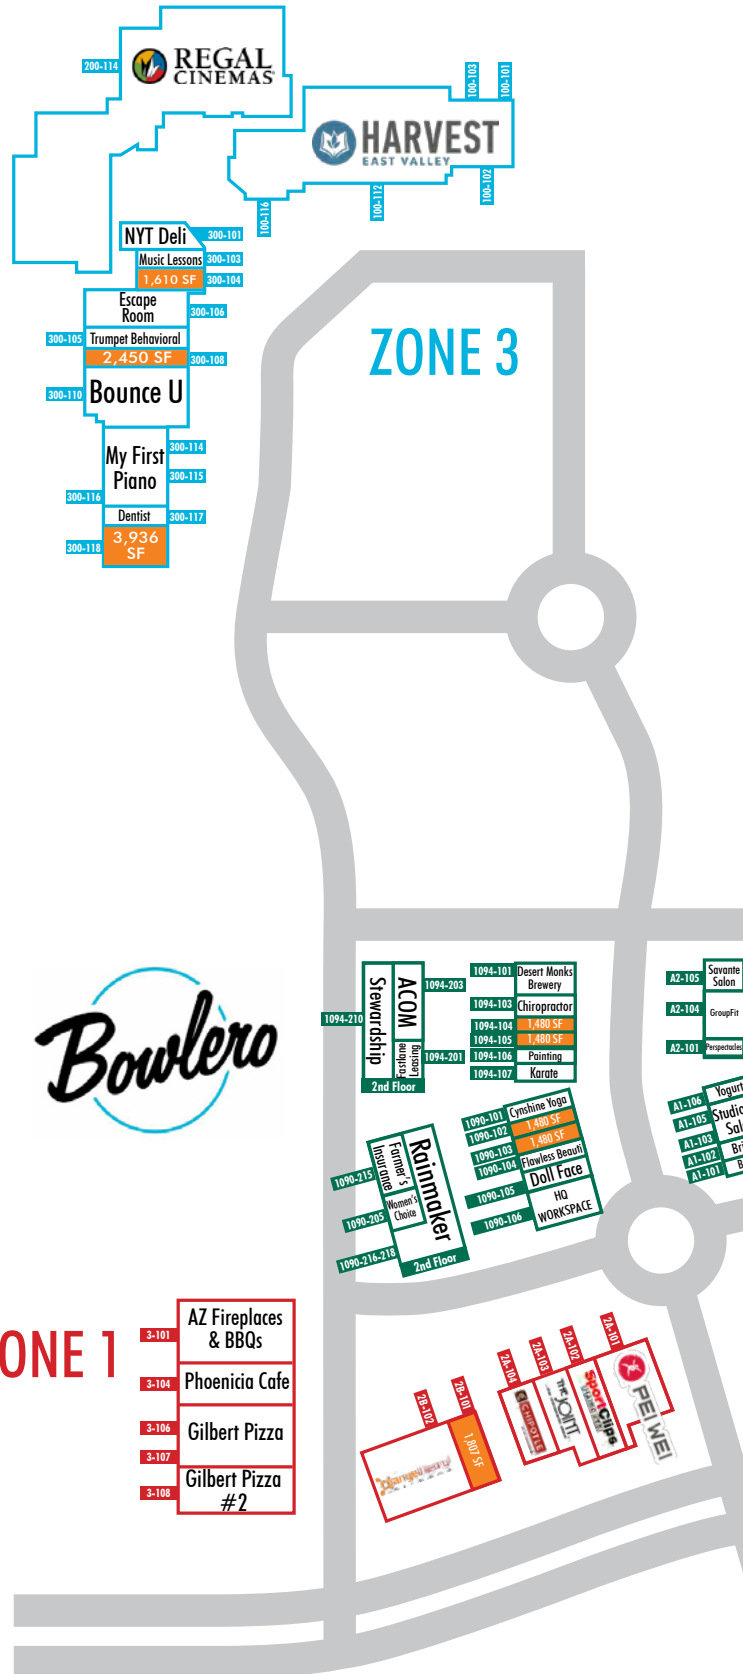 200-114
REGAL
CINEMAS
100-103
100-101
HARVEST
EAST VALLEY
100-116
100-112
100-102
NYT Deli
300-101
Music Lessons
300-103
1,610 SF
300-104
Escape
Room
300-106
300-105
Trumpet Behavioral
2,450 SF
300-108
300-110
Bounce U
My First
Piano
300-114
300-115
300-116
Dentist
300-117
300-118
3,936
SF
ZONE 3
Bowlero
1094-210
Stewardship
ACOM
1094-203
Fastlane
Leasing
1094-201
2nd Floor
1094-101
Desert Monks
Brewery
1094-103
Chiropractor
1094-104
1,480 SF
1094-105
1,480 SF
1094-106
Painting
1094-107
Karate
A2-105
Savante
Salon
A2-104
GroupFit
A2-101
Perspectacles
A1-106
Yogurt
A1-105
Studio
Sal
A1-103
A1-102
Bri
A1-101
B
1090-101
Cynshine Yoga
1090-102
1,480 SF
1090-103
1,480 SF
1090-104
Flawless Beauti
1090-105
Doll Face
1090-106
HQ
WORKSPACE
1090-215
Farmer's
Insurance
Rainmaker
1090-205
Women's
Choice
1090-216-218
2nd Floor
ONE 1
3-101
AZ Fireplaces
& BBQs
3-104
Phoenicia Cafe
3-106
Gilbert Pizza
3-107
3-108
Gilbert Pizza
#2
2A-104
2A-103
2A-102
2A-101
CHIPOTLE
THE JOINT
SportClips
HAIRCUTS
PEI WEI
2B-102
2B-101
1,807 SF